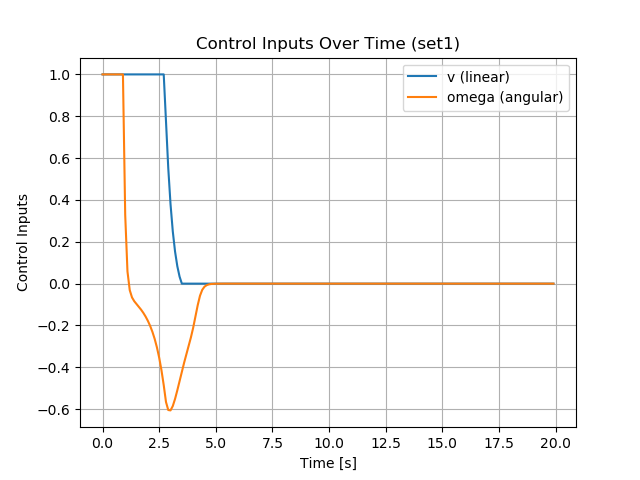 Control Inputs Over Time (set1)
v (linear)
omega (angular)
Control Inputs
1.0
0.8
0.6
0.4
0.2
0.0
−0.2
−0.4
−0.6
0.0 2.5 5.0 7.5 10.0 12.5 15.0 17.5 20.0
Time [s]